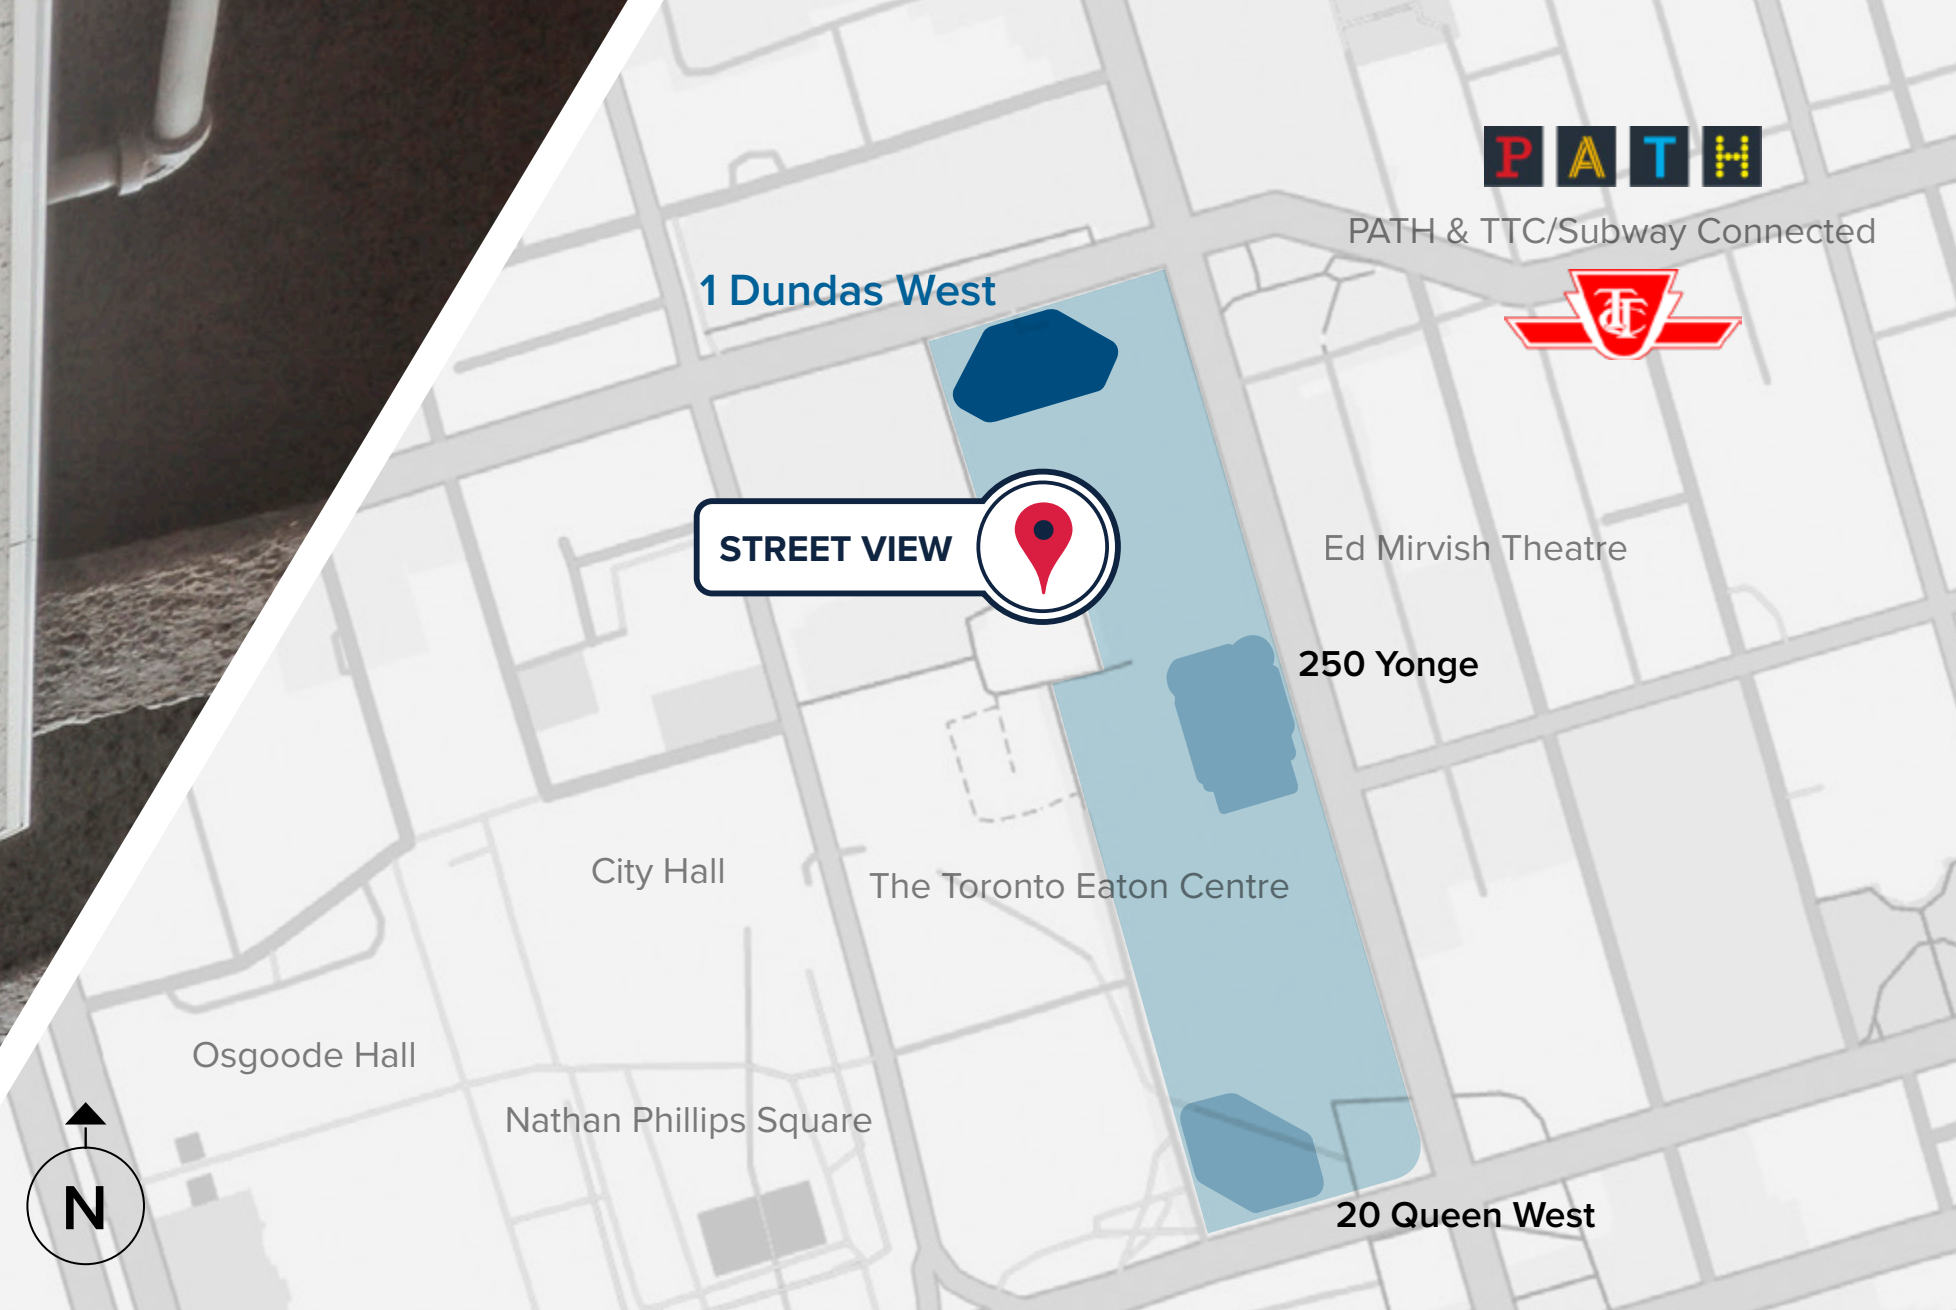 PATH
PATH & TTC/Subway Connected
TTC
1 Dundas West
STREET VIEW
Ed Mirvish Theatre
250 Yonge
City Hall
The Toronto Eaton Centre
Osgoode Hall
Nathan Phillips Square
N
20 Queen West